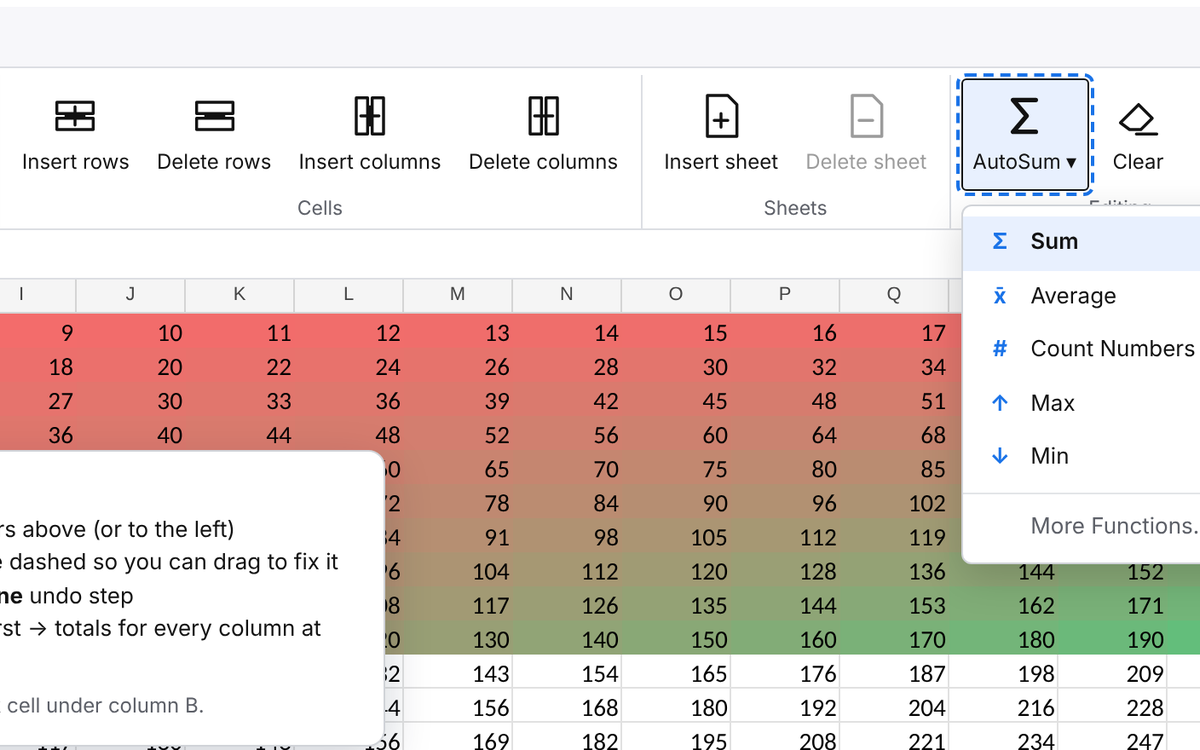 Insert rows Delete rows Insert columns Delete columns Insert sheet Delete sheet Σ AutoSum ▾ Clear
Cells Sheets
Σ Sum
x̄ Average
# Count Numbers
↑ Max
↓ Min
More Functions.
I J K L M N O P Q
9 10 11 12 13 14 15 16 17
18 20 22 24 26 28 30 32 34
27 30 33 36 39 42 45 48 51
36 40 44 48 52 56 60 64 68
65 70 75 80 85
78 84 90 96 102
91 98 105 112 119
104 112 120 128 136 144 152
117 126 135 144 153 162 171
130 140 150 160 170 180 190
143 154 165 176 187 198 209
156 168 180 192 204 216 228
169 182 195 208 221 234 247
above (or to the left)
dashed so you can drag to fix it
undo step
→ totals for every column at
cell under column B.